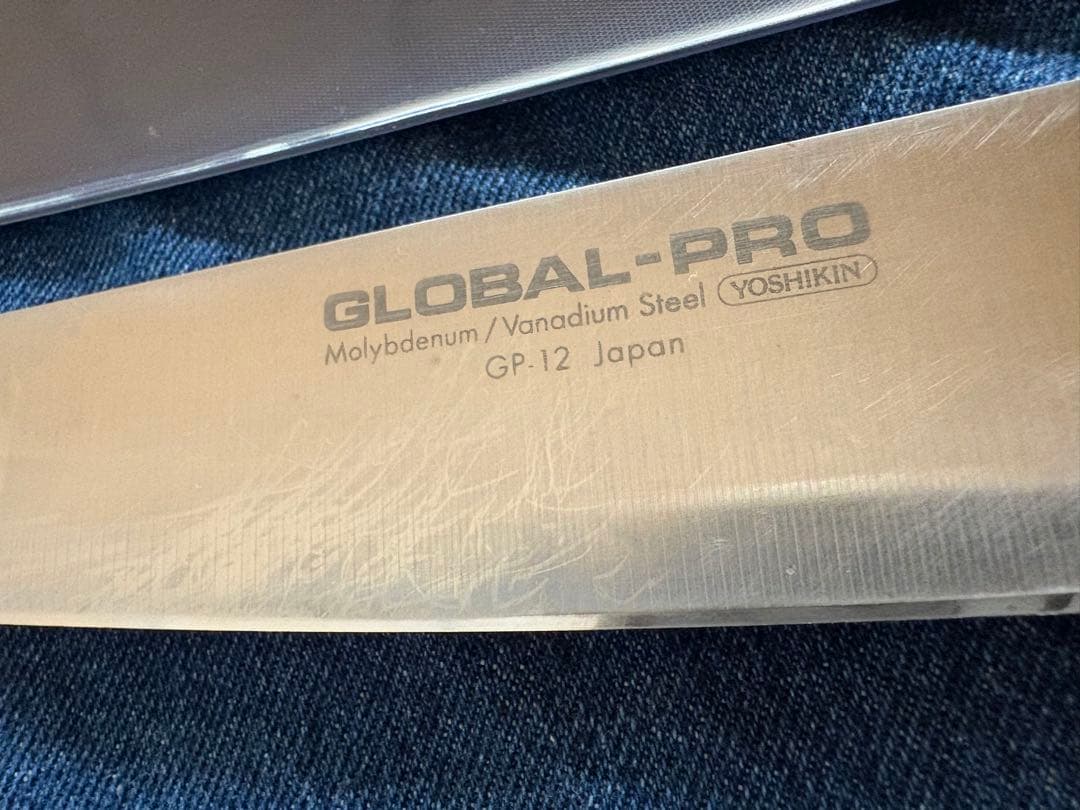 GLOBAL-PRO
Molybdenum / Vanadium Steel YOSHIKIN
GP-12 Japan